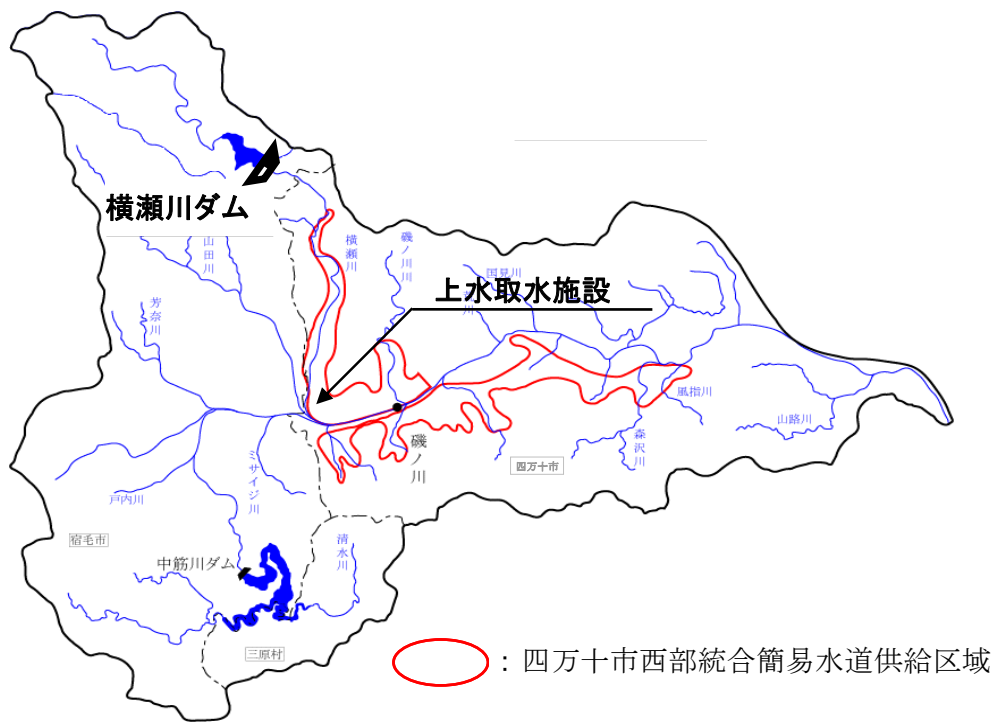 横瀬川ダム
山田川
横瀬川
磯ノ川川
国見川
上水取水施設
芳奈川
風指川
山路川
森沢川
磯ノ川
四万十市
ミサイジ川
戸内川
宿毛市
清水川
中筋川ダム
三原村
：四万十市西部統合簡易水道供給区域